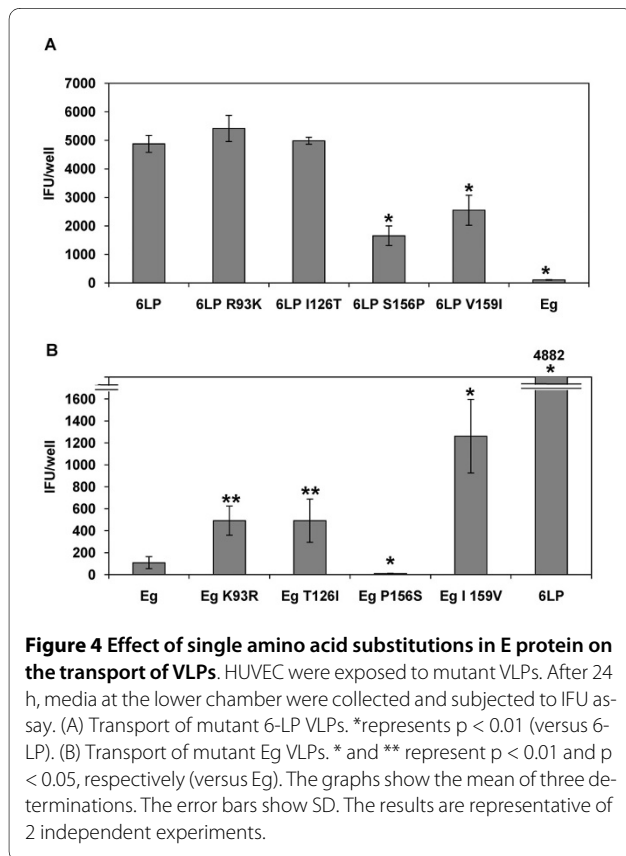 A
7000
6000
5000
4000
3000
2000
1000
0
IFU/well
* * *
6LP 6LP R93K 6LP I126T 6LP S156P 6LP V159I Eg
B
4882
*
1600
1400
1200
1000
800
600
400
200
0
IFU/well
** ** * *
Eg Eg K93R Eg T126I Eg P156S Eg I 159V 6LP
Figure 4 Effect of single amino acid substitutions in E protein on
the transport of VLPs. HUVEC were exposed to mutant VLPs. After 24
h, media at the lower chamber were collected and subjected to IFU as-
say. (A) Transport of mutant 6-LP VLPs. *represents p < 0.01 (versus 6-
LP). (B) Transport of mutant Eg VLPs. * and ** represent p < 0.01 and p
< 0.05, respectively (versus Eg). The graphs show the mean of three de-
terminations. The error bars show SD. The results are representative of
2 independent experiments.